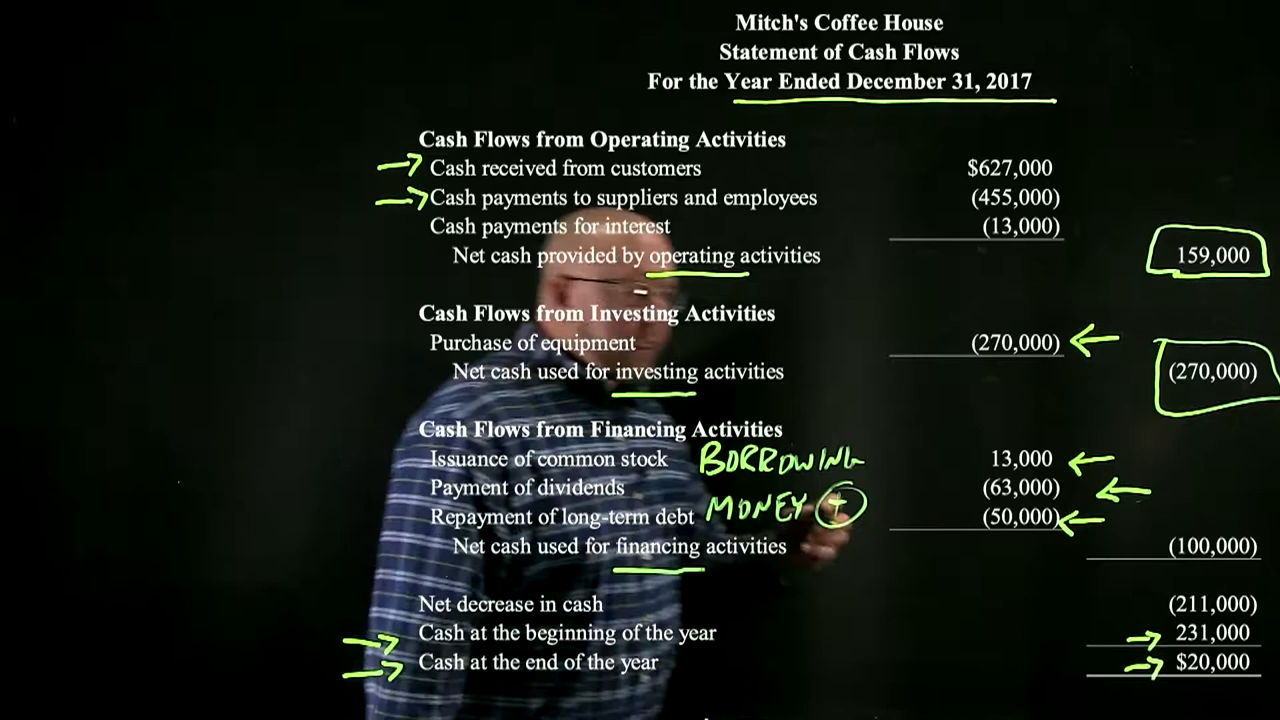 Mitch's Coffee House
Statement of Cash Flows
For the Year Ended December 31, 2017
Cash Flows from Operating Activities
Cash received from customers $627,000
Cash payments to suppliers and employees (455,000)
Cash payments for interest (13,000)
Net cash provided by operating activities 159,000
Cash Flows from Investing Activities
Purchase of equipment (270,000)
Net cash used for investing activities (270,000)
Cash Flows from Financing Activities
Issuance of common stock BORROWING 13,000
Payment of dividends (63,000)
Repayment of long-term debt MONEY + (50,000)
Net cash used for financing activities (100,000)
Net decrease in cash (211,000)
Cash at the beginning of the year 231,000
Cash at the end of the year $20,000